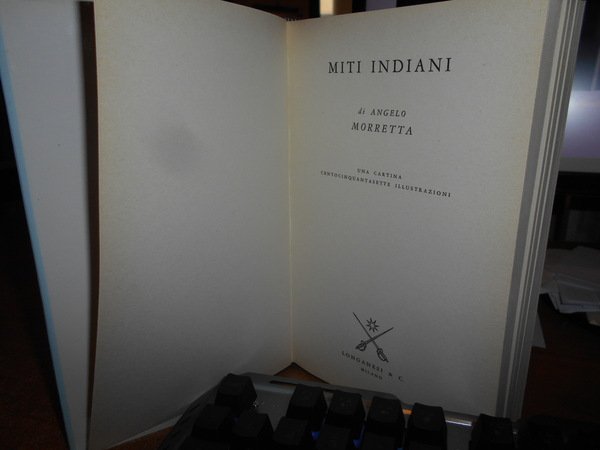 MITI INDIANI
di ANGELO
MORRETTA
UNA CARTINA
CENTOCINQUANTASETTE ILLUSTRAZIONI
LONGANESI & C.
MILANO